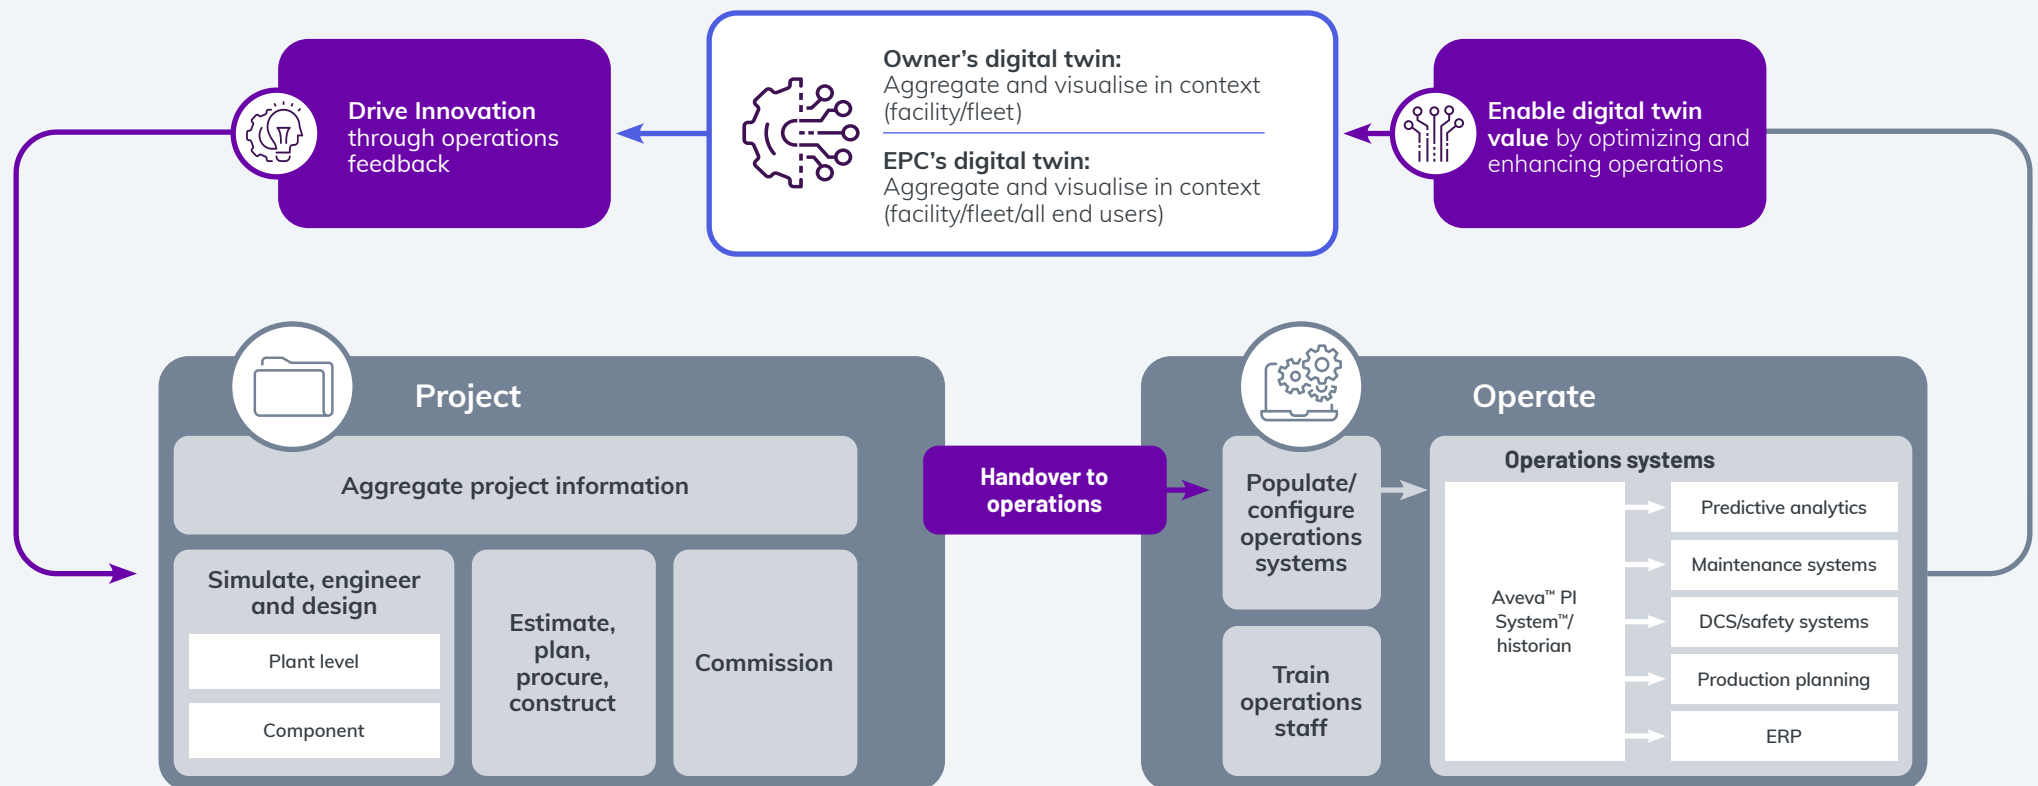 Drive Innovation
through operations
feedback
Owner’s digital twin:
Aggregate and visualise in context
(facility/fleet)
EPC’s digital twin:
Aggregate and visualise in context
(facility/fleet/all end users)
Enable digital twin
value by optimizing and
enhancing operations
Project
Aggregate project information
Simulate, engineer
and design
Plant level
Component
Estimate,
plan,
procure,
construct
Commission
Handover to
operations
Operate
Populate/
configure
operations
systems
Train
operations
staff
Operations systems
Aveva™ PI
System™/
historian
Predictive analytics
Maintenance systems
DCS/safety systems
Production planning
ERP